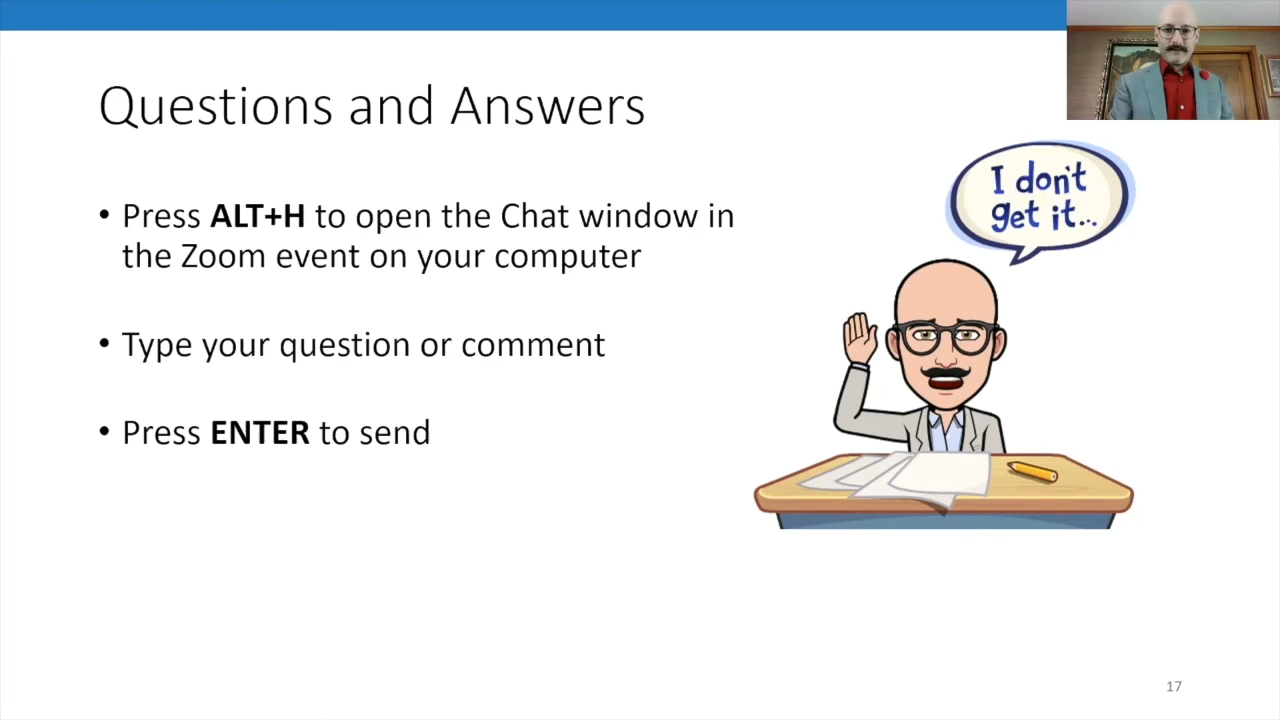 Questions and Answers
• Press ALT+H to open the Chat window in
the Zoom event on your computer
• Type your question or comment
• Press ENTER to send
I don't
get it...
17